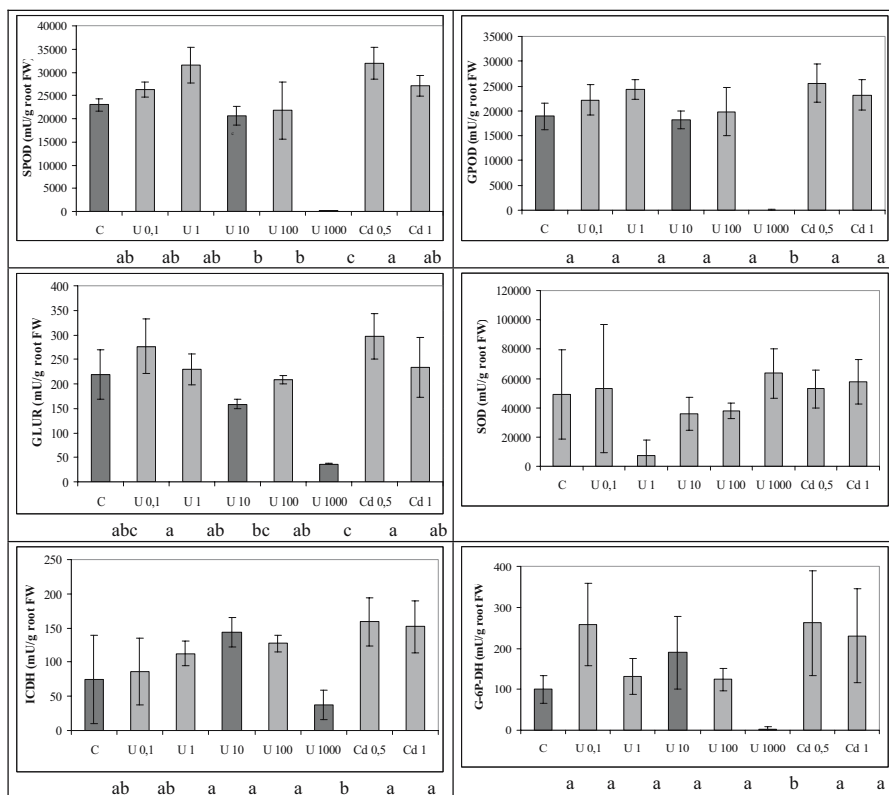 SPOD (mU/g root FW)
40000
35000
30000
25000
20000
15000
10000
5000
0
C U 0,1 U 1 U 10 U 100 U 1000 Cd 0,5 Cd 1
ab ab ab b b c a ab
GPOD (mU/g root FW
35000
30000
25000
20000
15000
10000
5000
0
C U 0,1 U 1 U 10 U 100 U 1000 Cd 0,5 Cd 1
a a a a a b a a
GLUR (mU/g root FW
400
350
300
250
200
150
100
50
0
C U 0,1 U 1 U 10 U 100 U 1000 Cd 0,5 Cd 1
abc a ab bc ab c a ab
SOD (mU/g root FW)
120000
100000
80000
60000
40000
20000
0
C U 0,1 U 1 U 10 U 100 U 1000 Cd 0,5 Cd 1
ICDH (mU/g root FW
250
200
150
100
50
0
C U 0,1 U 1 U 10 U 100 U 1000 Cd 0,5 Cd 1
ab ab a a a b a a
G-6P-DH (mU/g root FW
400
300
200
100
0
C U 0,1 U 1 U 10 U 100 U 1000 Cd 0,5 Cd 1
a a a a a b a a